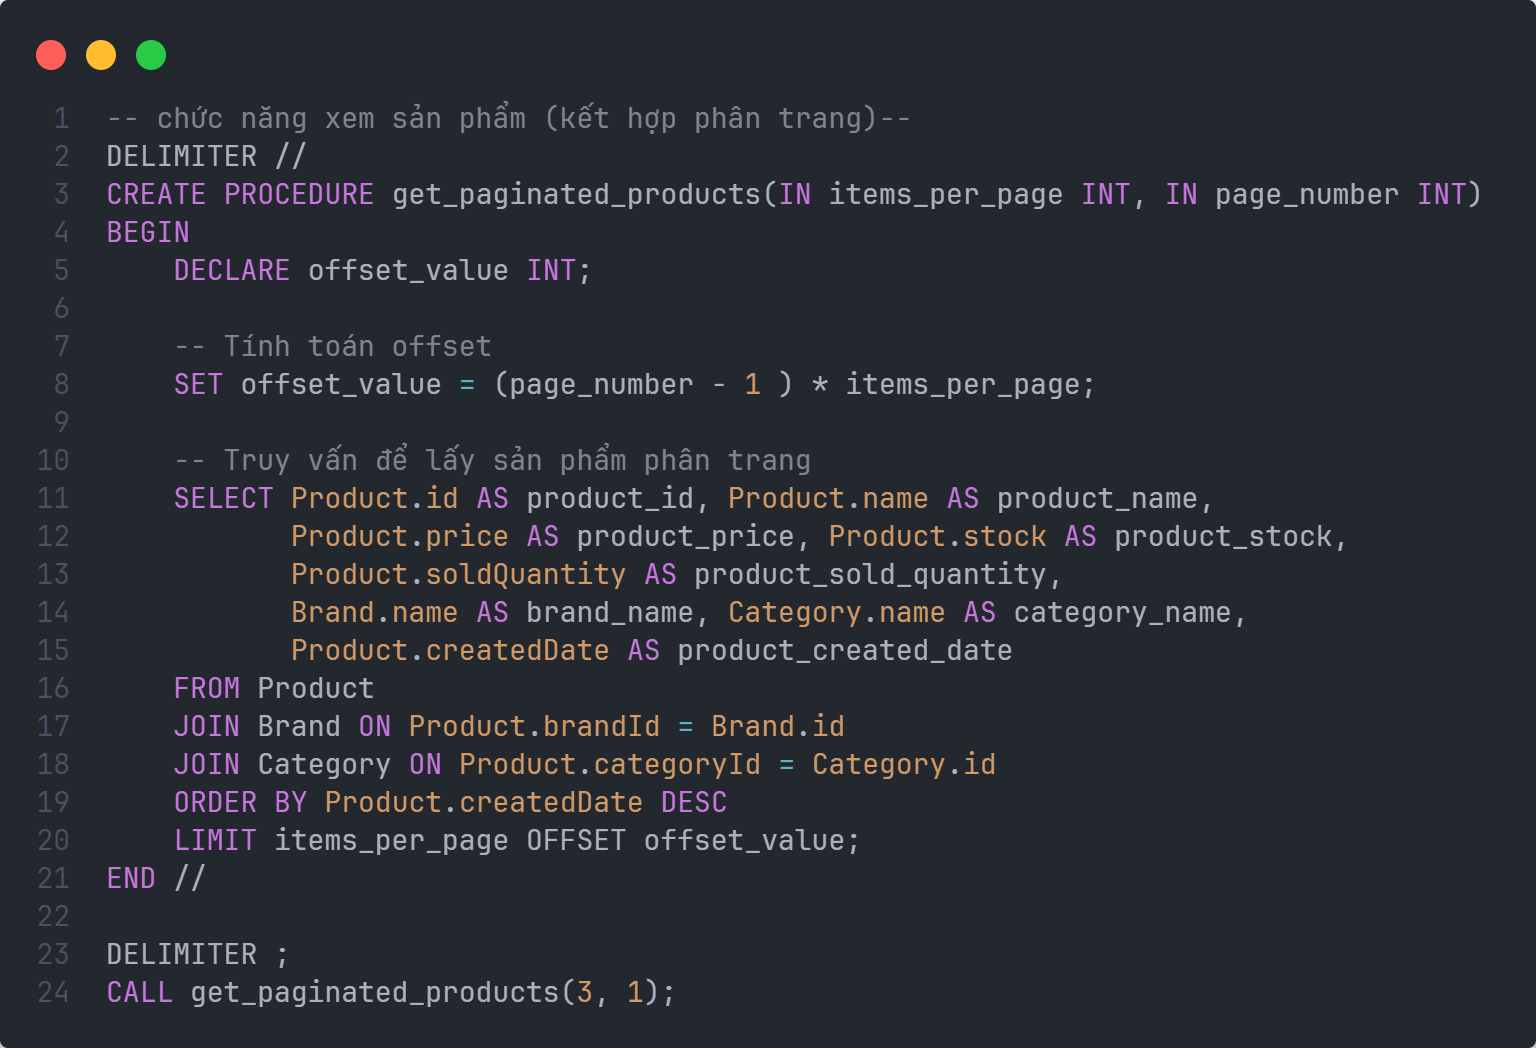 1 -- chức năng xem sản phẩm (kết hợp phân trang)--
2 DELIMITER //
3 CREATE PROCEDURE get_paginated_products(IN items_per_page INT, IN page_number INT)
4 BEGIN
5     DECLARE offset_value INT;
6
7     -- Tính toán offset
8     SET offset_value = (page_number - 1 ) * items_per_page;
9
10     -- Truy vấn để lấy sản phẩm phân trang
11     SELECT Product.id AS product_id, Product.name AS product_name,
12            Product.price AS product_price, Product.stock AS product_stock,
13            Product.soldQuantity AS product_sold_quantity,
14            Brand.name AS brand_name, Category.name AS category_name,
15            Product.createdDate AS product_created_date
16     FROM Product
17     JOIN Brand ON Product.brandId = Brand.id
18     JOIN Category ON Product.categoryId = Category.id
19     ORDER BY Product.createdDate DESC
20     LIMIT items_per_page OFFSET offset_value;
21 END //
22
23 DELIMITER ;
24 CALL get_paginated_products(3, 1);